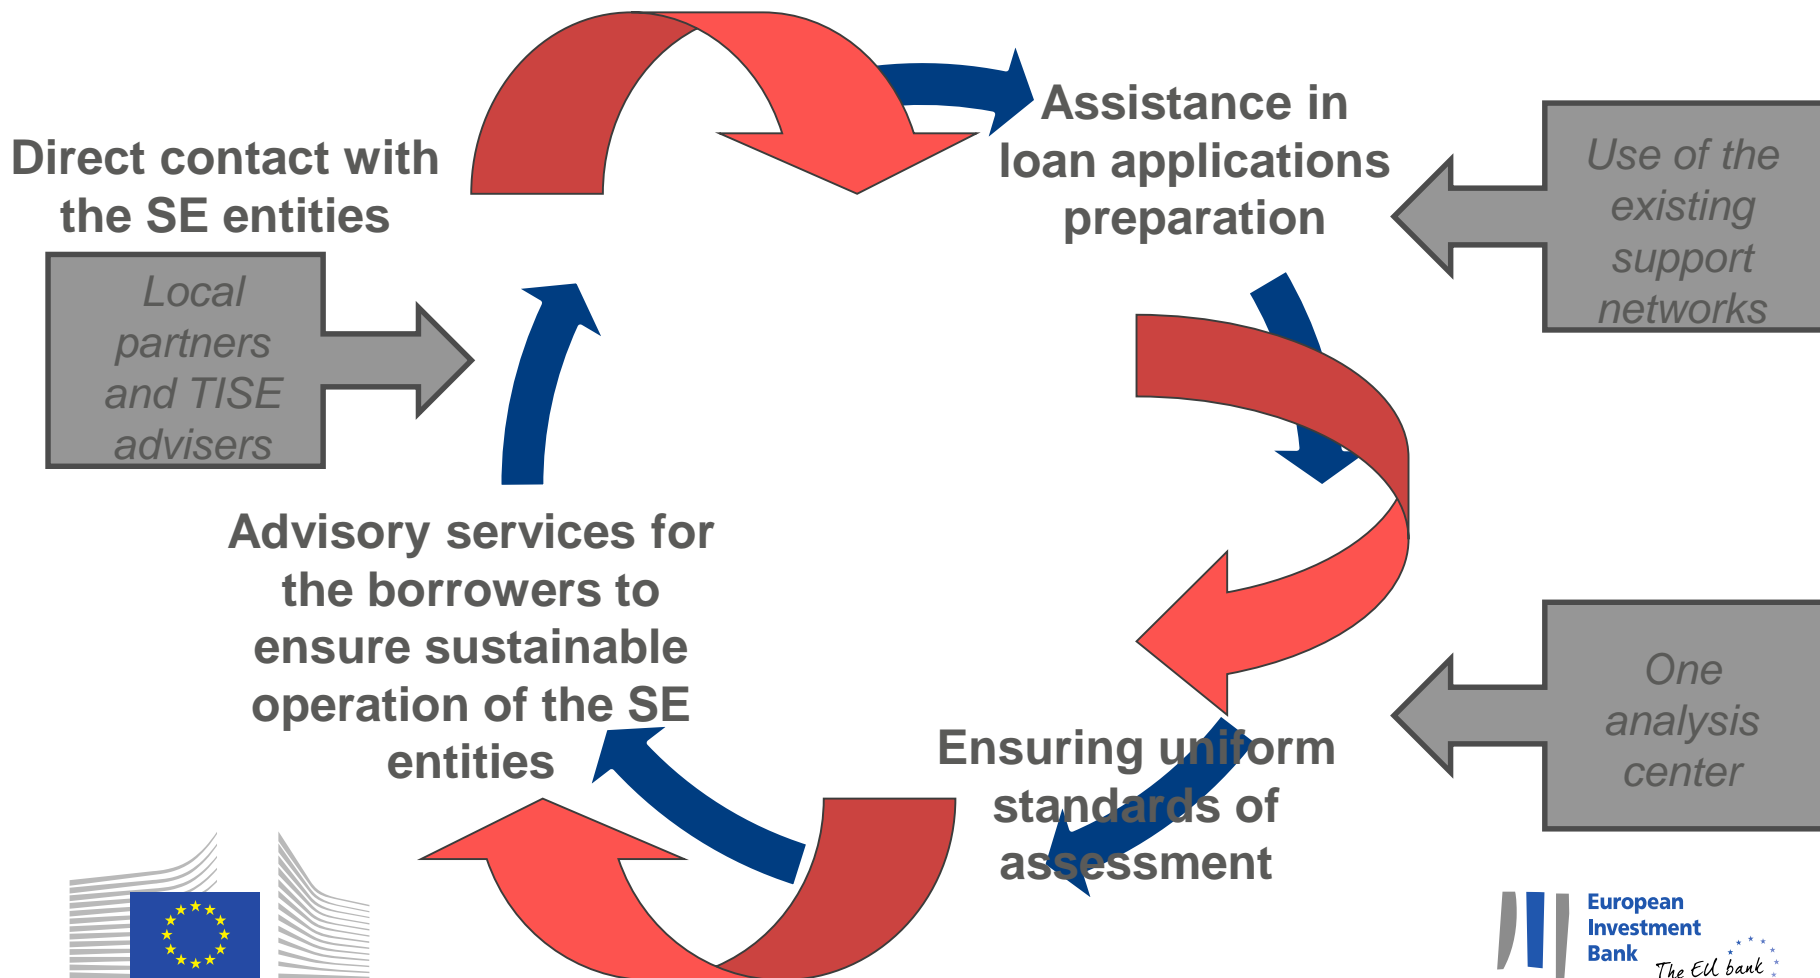 Direct contact with
the SE entities
Local
partners
and TISE
advisers
Assistance in
loan applications
preparation
Use of the
existing
support
networks
Advisory services for
the borrowers to
ensure sustainable
operation of the SE
entities
Ensuring uniform
standards of
assessment
One
analysis
center
European
Investment
Bank
The EU bank